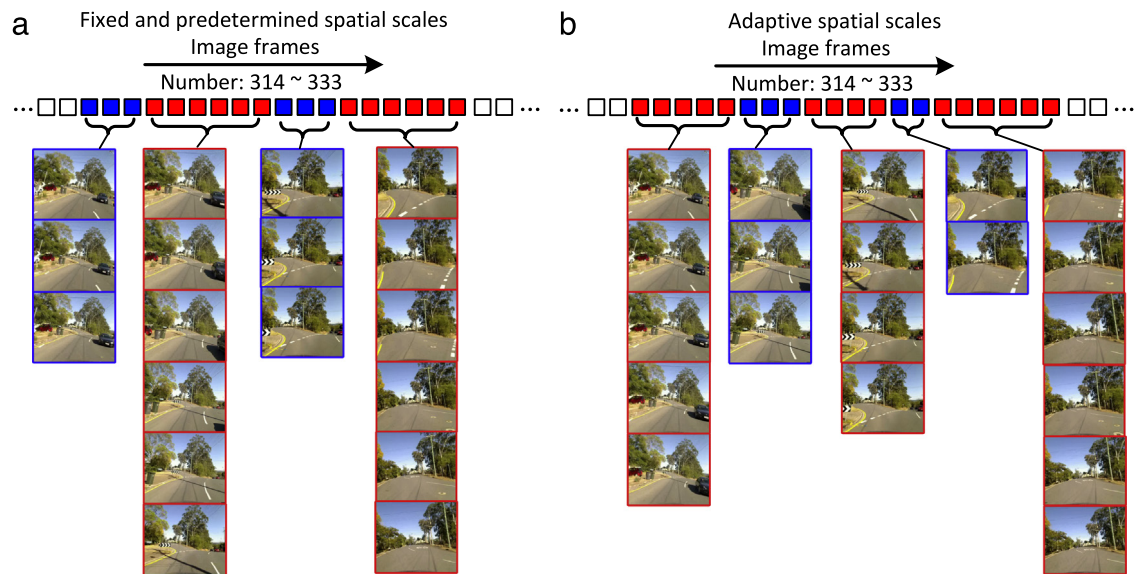 a
Fixed and predetermined spatial scales
Image frames
Number: 314 ~ 333
...
...
b
Adaptive spatial scales
Image frames
Number: 314 ~ 333
...
...